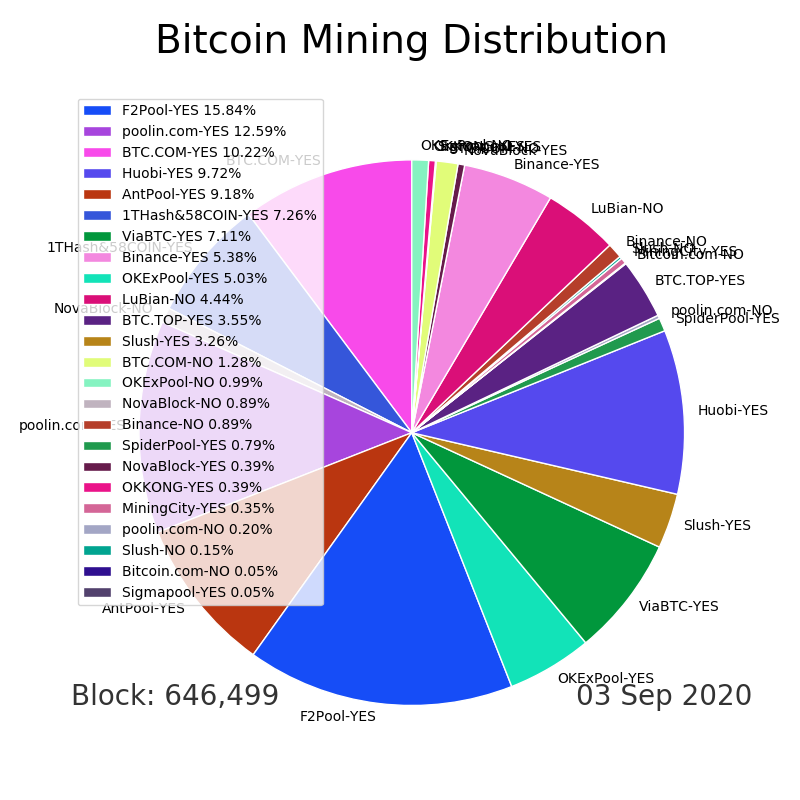 Bitcoin Mining Distribution
F2Pool-YES 15.84%
poolin.com-YES 12.59%
BTC.COM-YES 10.22%
Huobi-YES 9.72%
AntPool-YES 9.18%
1THash&58COIN-YES 7.26%
ViaBTC-YES 7.11%
Binance-YES 5.38%
OKExPool-YES 5.03%
LuBian-NO 4.44%
BTC.TOP-YES 3.55%
Slush-YES 3.26%
BTC.COM-NO 1.28%
OKExPool-NO 0.99%
NovaBlock-NO 0.89%
Binance-NO 0.89%
SpiderPool-YES 0.79%
NovaBlock-YES 0.39%
OKKONG-YES 0.39%
MiningCity-YES 0.35%
poolin.com-NO 0.20%
Slush-NO 0.15%
Bitcoin.com-NO 0.05%
Sigmapool-YES 0.05%
OKExPool-NO
NovaBlock-YES
Binance-YES
LuBian-NO
Binance-NO
Slush-NO
Bitcoin.com-NO
BTC.TOP-YES
poolin.com-NO
SpiderPool-YES
Huobi-YES
Slush-YES
ViaBTC-YES
OKExPool-YES
F2Pool-YES
AntPool-YES
NovaBlock-NO
1THash&58COIN-YES
BTC.COM-YES
Block: 646,499
03 Sep 2020